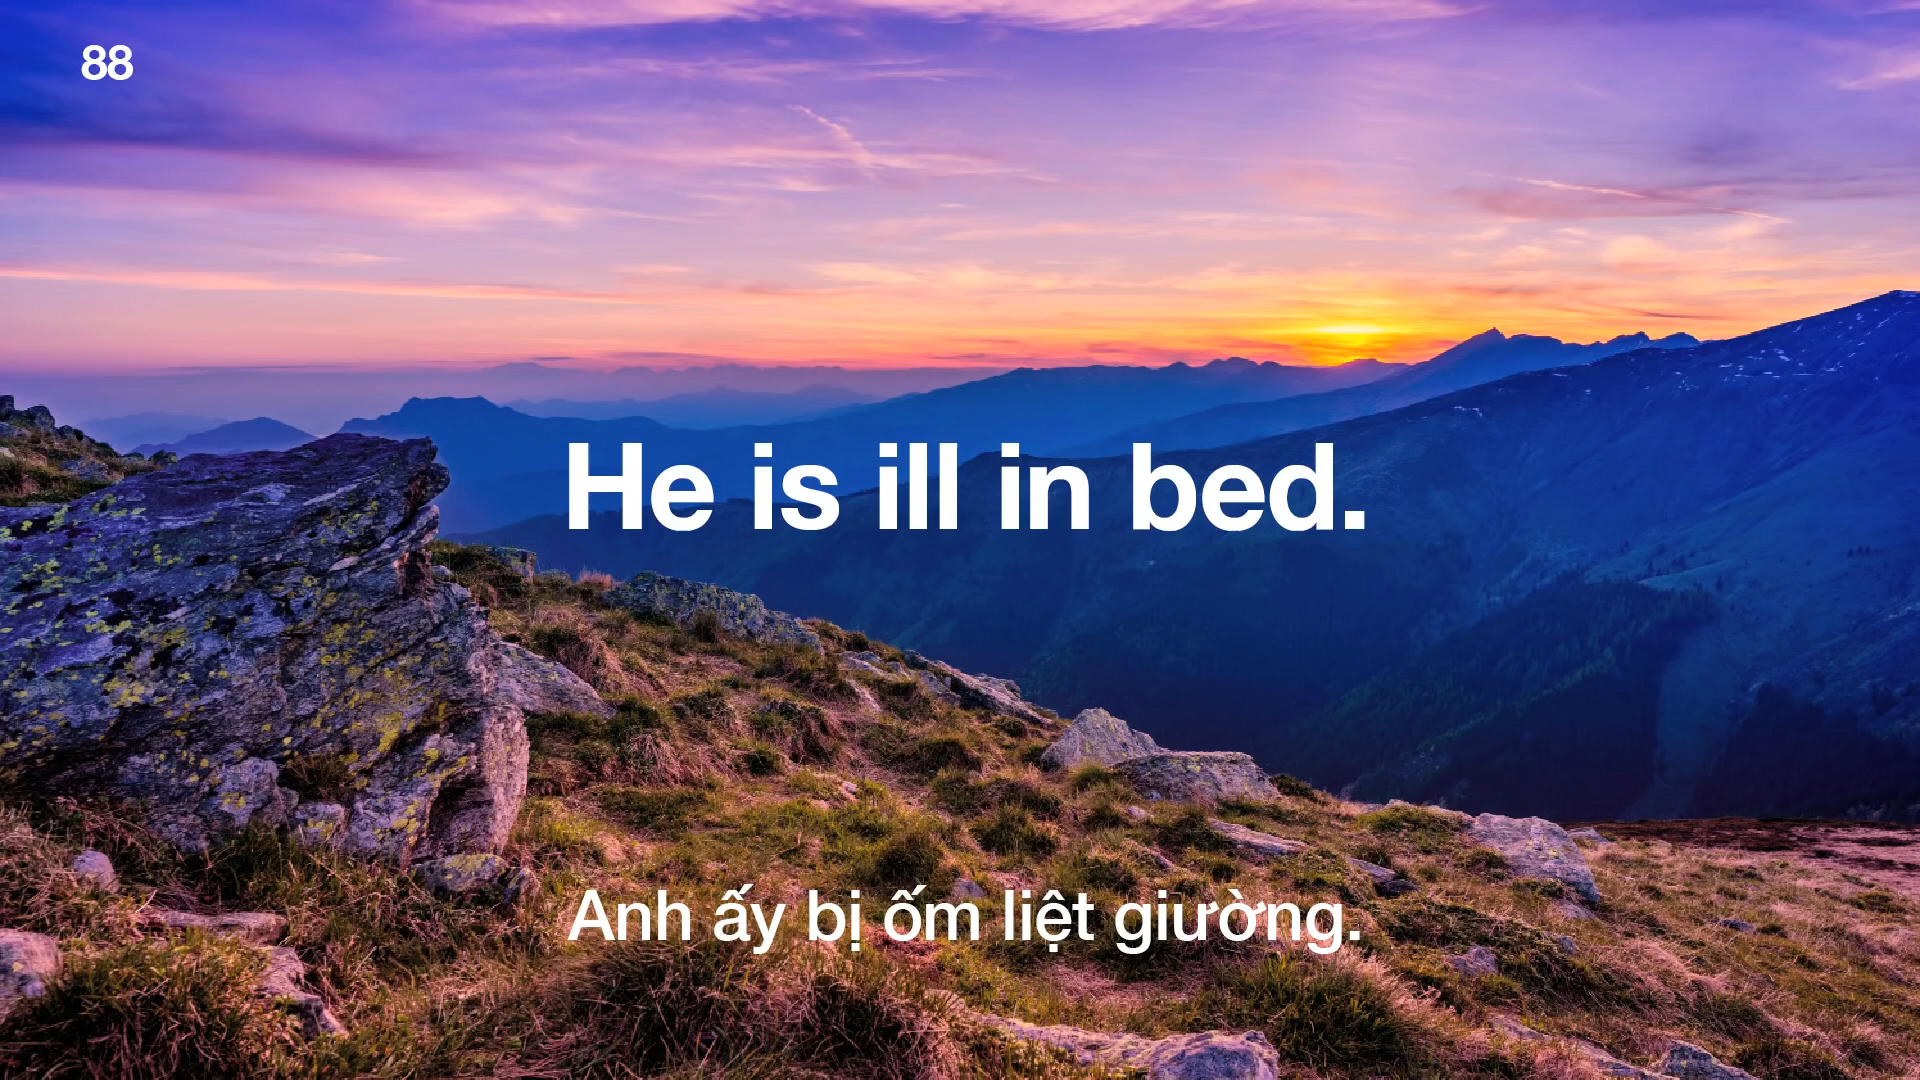 88
He is ill in bed.
Anh ấy bị ốm liệt giường.